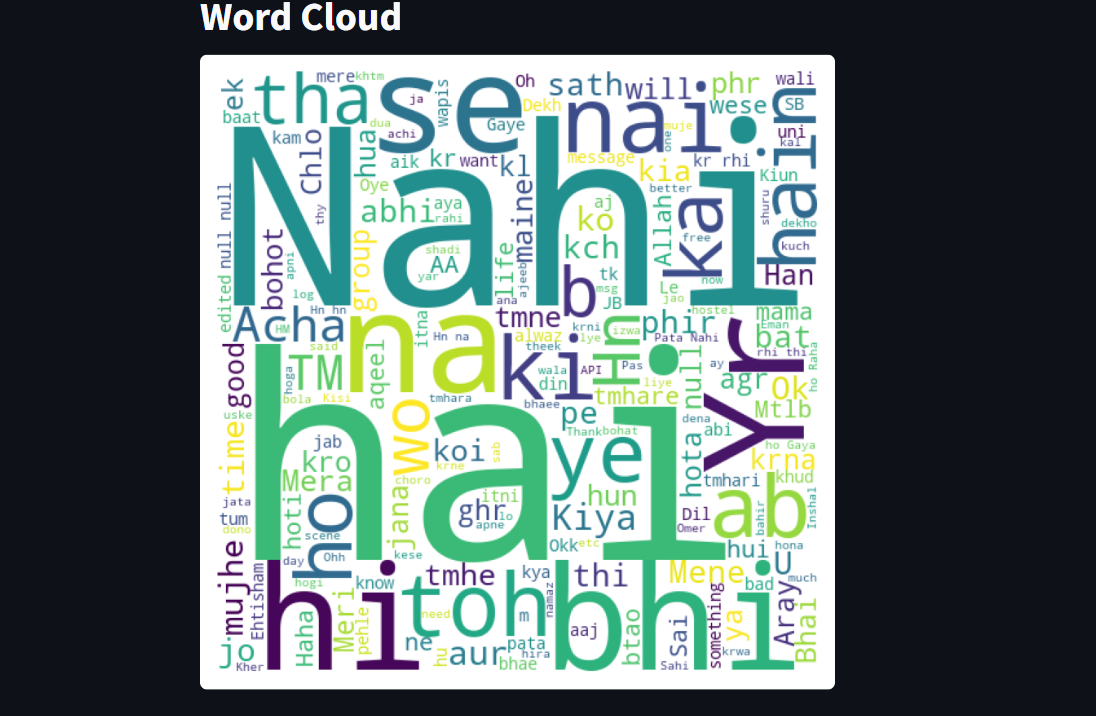 Word Cloud
merekhtm
Oh
sath
will
phr
wali
ek
tha
se
ja
wapis
Dekh
nai
wese
SB
baat
dua
achi
Gaye
muje
one
uni
kal
kam
Chlo
hua
aik
kr
want
kl
message
kia
kr rhi
hain
Nahi
Oye
better
Kiun
null null
thy
abhi
aya
rahi
maine
aj
ko
Allah
kal
shuru
dekho
bohot
apni
group
shadi
AA
yar
life
ajeeb
kch
tk
msg
free
now
kuch
Han
edited
log
Hn hn
ana
b
JB
Le
jao
hostel
mama
Acha
HM
itna
na
Hn na
tmne
alwaz
theek
krni
lye
izwa
Hn
phir
Pata Nahi
Yr
Eman
bat
said
good
TM
hoga
aqeel
ki
wala
din
API
Pas
liye
null
ay
agr
rhi thi
ho Raha
Ok
bola
Kisi
tmhara
bhaee
tmhare
Mtlb
uske
hai
wo
pe
Thank
bohat
dena
abi
ho Gaya
time
jab
koi
krne
sab
ye
hota
krna
kro
Mera
choro
itni
hun
tmhari
khud
jata
tum
dono
hoti
ho
jana
ghr
lo
apne
Kiya
Dil
Omer
ab
bahir
Inshal
scene
Ohh
kese
Okk
etc
hui
hona
U
mujhe
Ehtisham
day
hogi
know
tmhe
kya
thi
Mene
bad
much
hi
Haha
Meri
pehle
toh
need
m
namaz
bhi
aaj
btao
Sai
something
ya
Aray
Bhai
jo
Kher
ne
hu
aur
pata
hira
bhae
Sahi
krwa